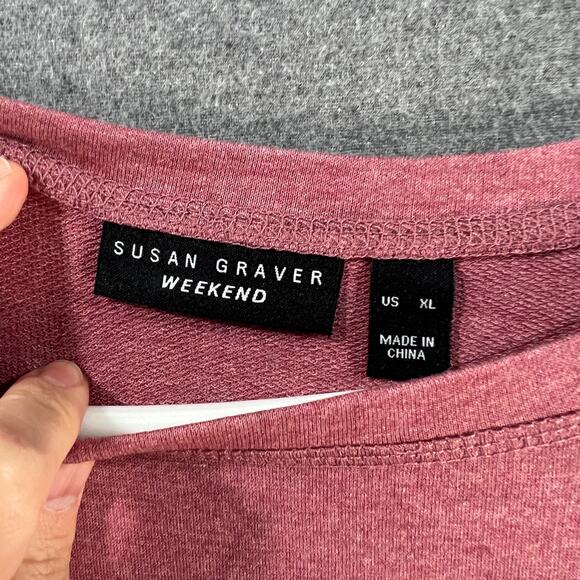 SUSAN GRAVER
WEEKEND
US XL
MADE IN
CHINA